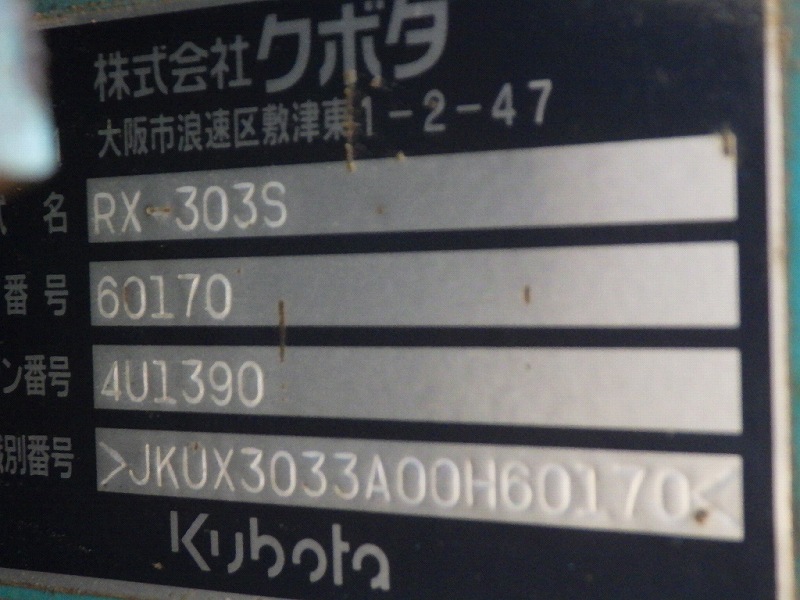 株式会社クボタ
大阪市浪速区敷津東1-2-47
式 名 RX-303S
番号 60170
ン番号 4U1390
別番号 >JKUX3033A00H60170<
Kubota